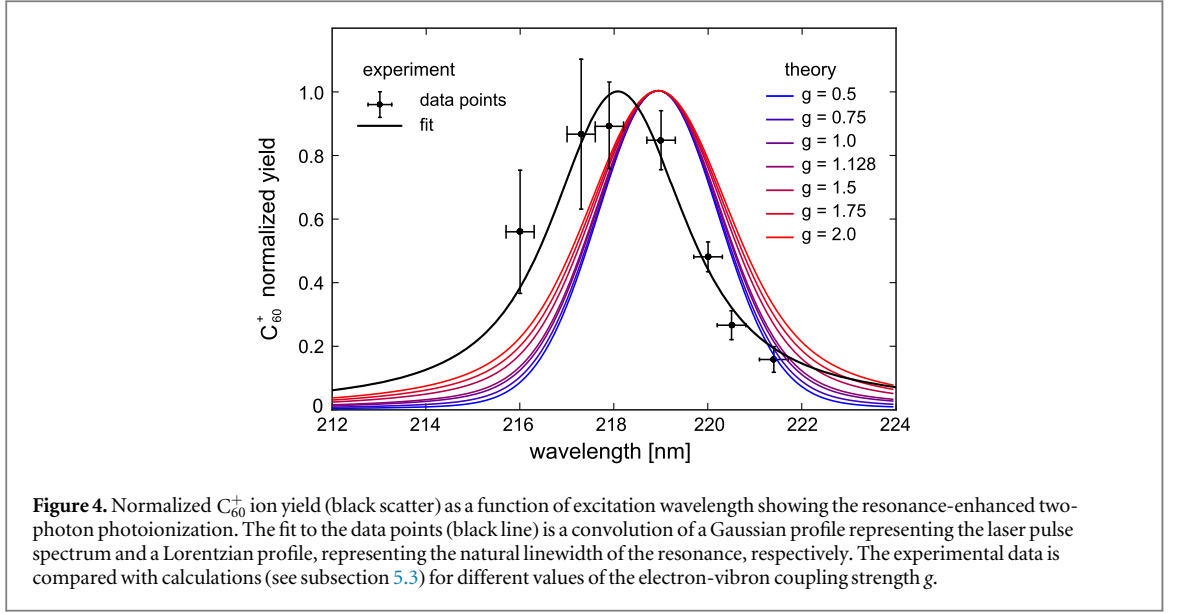 experiment
data points
fit
theory
g = 0.5
g = 0.75
g = 1.0
g = 1.128
g = 1.5
g = 1.75
g = 2.0
C₆₀⁺ normalized yield
1.0
0.8
0.6
0.4
0.2
0
212 214 216 218 220 222 224
wavelength [nm]
Figure 4. Normalized C₆₀⁺ ion yield (black scatter) as a function of excitation wavelength showing the resonance-enhanced two-
photon photoionization. The fit to the data points (black line) is a convolution of a Gaussian profile representing the laser pulse
spectrum and a Lorentzian profile, representing the natural linewidth of the resonance, respectively. The experimental data is
compared with calculations (see subsection 5.3) for different values of the electron-vibron coupling strength g.